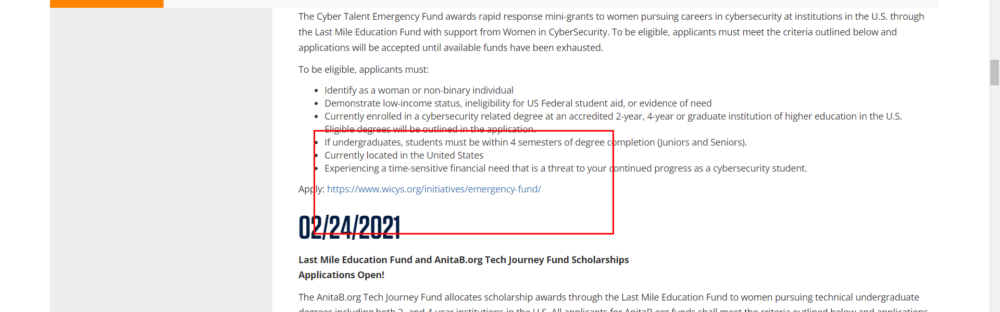 The Cyber Talent Emergency Fund awards rapid response mini-grants to women pursuing careers in cybersecurity at institutions in the U.S. through
the Last Mile Education Fund with support from Women in CyberSecurity. To be eligible, applicants must meet the criteria outlined below and
applications will be accepted until available funds have been exhausted.
To be eligible, applicants must:
• Identify as a woman or non-binary individual
• Demonstrate low-income status, ineligibility for US Federal student aid, or evidence of need
• Currently enrolled in a cybersecurity related degree at an accredited 2-year, 4-year or graduate institution of higher education in the U.S.
Eligible degrees will be outlined in the application.
• If undergraduates, students must be within 4 semesters of degree completion (Juniors and Seniors).
• Currently located in the United States
• Experiencing a time-sensitive financial need that is a threat to your continued progress as a cybersecurity student.
Apply: https://www.wicys.org/initiatives/emergency-fund/
02/24/2021
Last Mile Education Fund and AnitaB.org Tech Journey Fund Scholarships
Applications Open!
The AnitaB.org Tech Journey Fund allocates scholarship awards through the Last Mile Education Fund to women pursuing technical undergraduate
degrees including both 2- and 4-year institutions in the U.S. All applicants for AnitaB.org funds shall meet the criteria outlined below and applications